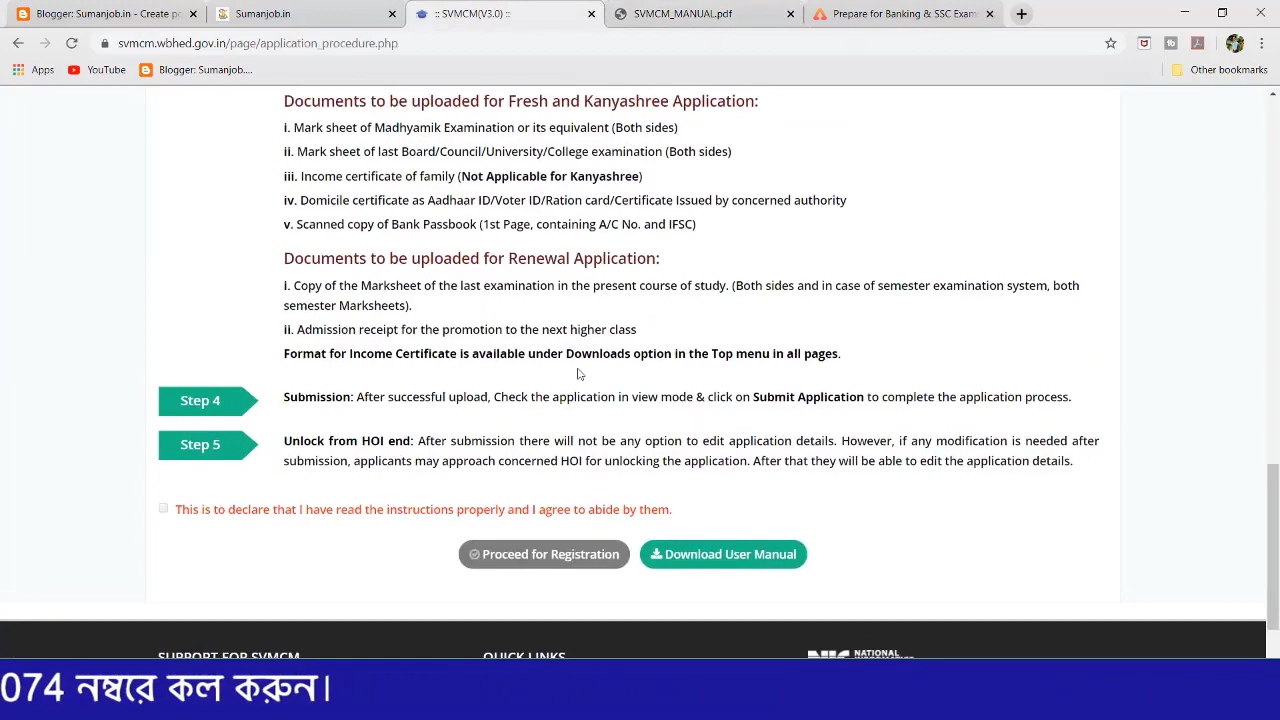 Blogger: Sumanjob.in - Create po
Sumanjob.in
:: SVMCM(V3.0) ::
SVMCM_MANUAL.pdf
Prepare for Banking & SSC Exam
svmcm.wbhed.gov.in/page/application_procedure.php
Apps
YouTube
Blogger: Sumanjob....
Other bookmarks
Documents to be uploaded for Fresh and Kanyashree Application:
i. Mark sheet of Madhyamik Examination or its equivalent (Both sides)
ii. Mark sheet of last Board/Council/University/College examination (Both sides)
iii. Income certificate of family (Not Applicable for Kanyashree)
iv. Domicile certificate as Aadhaar ID/Voter ID/Ration card/Certificate Issued by concerned authority
v. Scanned copy of Bank Passbook (1st Page, containing A/C No. and IFSC)
Documents to be uploaded for Renewal Application:
i. Copy of the Marksheet of the last examination in the present course of study. (Both sides and in case of semester examination system, both
semester Marksheets).
ii. Admission receipt for the promotion to the next higher class
Format for Income Certificate is available under Downloads option in the Top menu in all pages.
Step 4
Submission: After successful upload, Check the application in view mode & click on Submit Application to complete the application process.
Step 5
Unlock from HOI end: After submission there will not be any option to edit application details. However, if any modification is needed after
submission, applicants may approach concerned HOI for unlocking the application. After that they will be able to edit the application details.
This is to declare that I have read the instructions properly and I agree to abide by them.
Proceed for Registration
Download User Manual
SUPPORT FOR SVMCM
QUICK LINKS
NATIONAL
074 নম্বরে কল করুন।